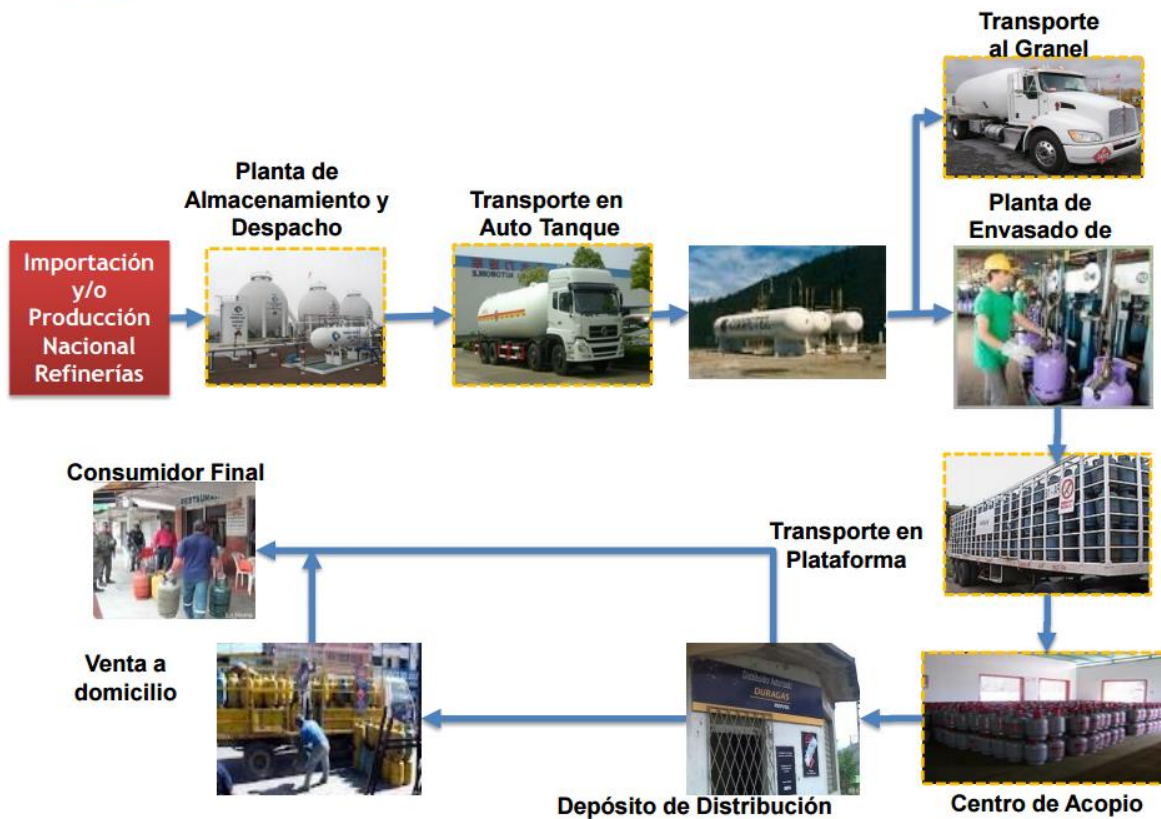 Transporte
al Granel
Planta de
Almacenamiento y
Despacho
Transporte en
Auto Tanque
Planta de
Envasado de
Importación
y/o
Producción
Nacional
Refinerías
Consumidor Final
Transporte en
Plataforma
Venta a
domicilio
DURAGAS
Depósito de Distribución
Centro de Acopio